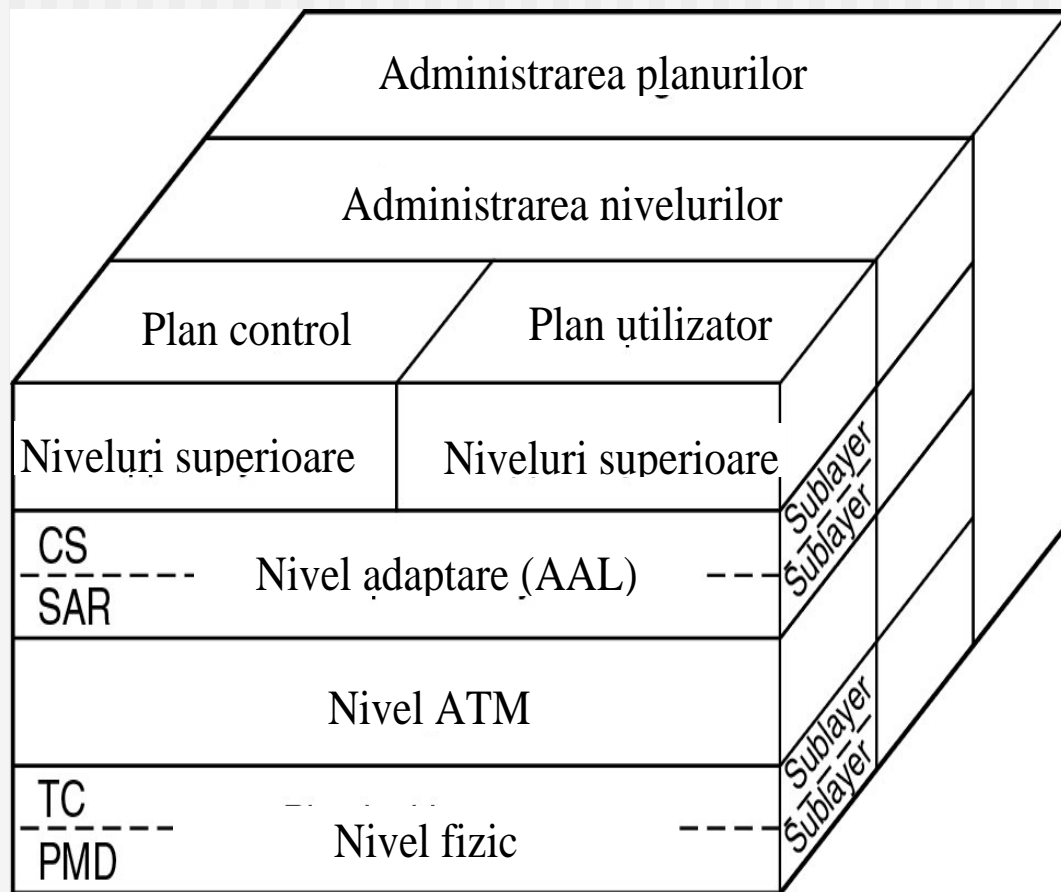 Administrarea planurilor
Administrarea nivelurilor
Plan control
Plan utilizator
Niveluri superioare
Niveluri superioare
Sublayer
Sublayer
CS
Nivel adaptare (AAL)
SAR
Nivel ATM
Sublayer
Sublayer
TC
Nivel fizic
PMD